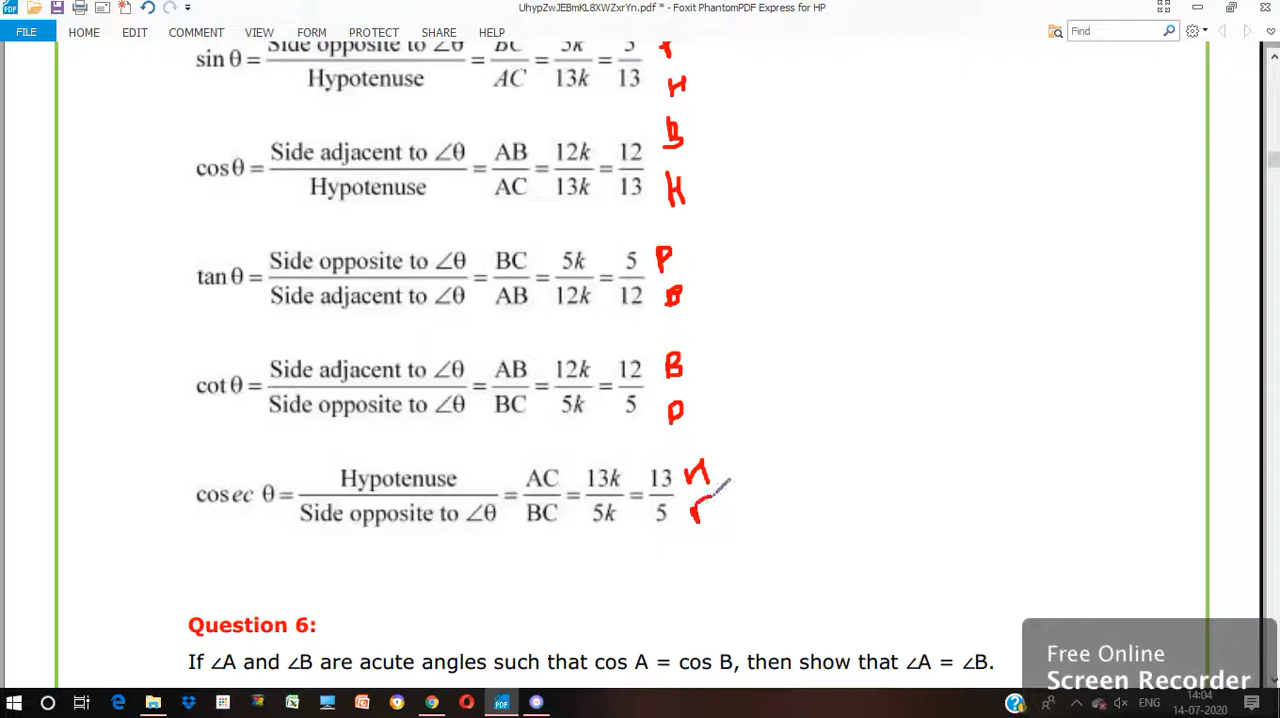 UhypZwJEBmKL8XWZxrYn.pdf * - Foxit PhantomPDF Express for HP
FILE HOME EDIT COMMENT VIEW FORM PROTECT SHARE HELP Find
sin θ = Side opposite to ∠θ / Hypotenuse = BC / AC = 5k / 13k = 5 / 13 H
cos θ = Side adjacent to ∠θ / Hypotenuse = AB / AC = 12k / 13k = 12 / 13 B H
tan θ = Side opposite to ∠θ / Side adjacent to ∠θ = BC / AB = 5k / 12k = 5 / 12 P B
cot θ = Side adjacent to ∠θ / Side opposite to ∠θ = AB / BC = 12k / 5k = 12 / 5 B P
cosec θ = Hypotenuse / Side opposite to ∠θ = AC / BC = 13k / 5k = 13 / 5 H
Question 6:
If ∠A and ∠B are acute angles such that cos A = cos B, then show that ∠A = ∠B.
Free Online
Screen Recorder
ENG 14:04
14-07-2020